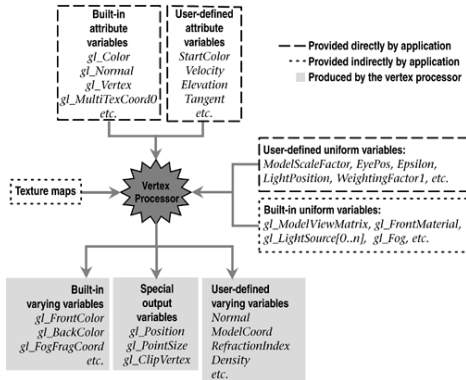 Built-in
attribute
variables
gl_Color
gl_Normal
gl_Vertex
gl_MultiTexCoord0
etc.
User-defined
attribute
variables
StartColor
Velocity
Elevation
Tangent
etc.
Provided directly by application
Provided indirectly by application
Produced by the vertex processor
Texture maps
Vertex
Processor
User-defined uniform variables:
ModelScaleFactor, EyePos, Epsilon,
LightPosition, WeightingFactor1, etc.
Built-in uniform variables:
gl_ModelViewMatrix, gl_FrontMaterial,
gl_LightSource[0..n], gl_Fog, etc.
Built-in
varying variables
gl_FrontColor
gl_BackColor
gl_FogFragCoord
etc.
Special
output
variables
gl_Position
gl_PointSize
gl_ClipVertex
User-defined
varying variables
Normal
ModelCoord
RefractionIndex
Density
etc.